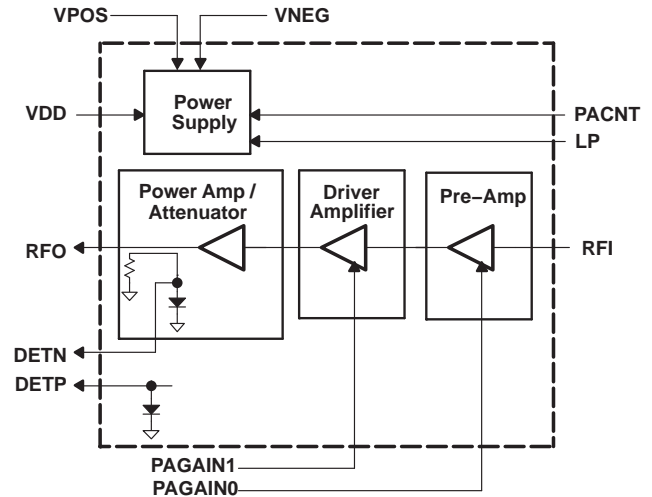 VPOS
VNEG
VDD
Power
Supply
PACNT
LP
Power Amp /
Attenuator
Driver
Amplifier
Pre−Amp
RFO
RFI
DETN
DETP
PAGAIN1
PAGAIN0